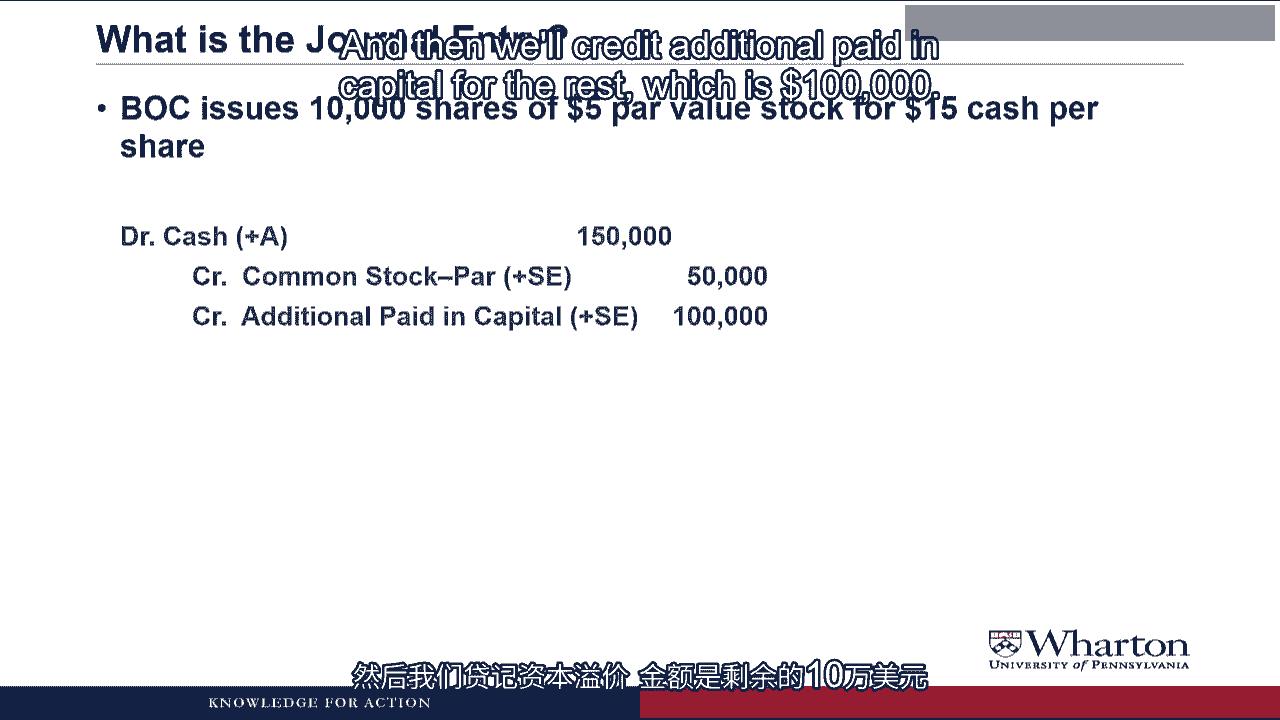 What is the Journal Entry?
And then we'll credit additional paid in
capital for the rest, which is $100,000.
• BOC issues 10,000 shares of $5 par value stock for $15 cash per
share
Dr. Cash (+A) 150,000
Cr. Common Stock–Par (+SE) 50,000
Cr. Additional Paid in Capital (+SE) 100,000
Wharton
UNIVERSITY of PENNSYLVANIA
然后我们贷记资本溢价 金额是剩余的10万美元
KNOWLEDGE FOR ACTION